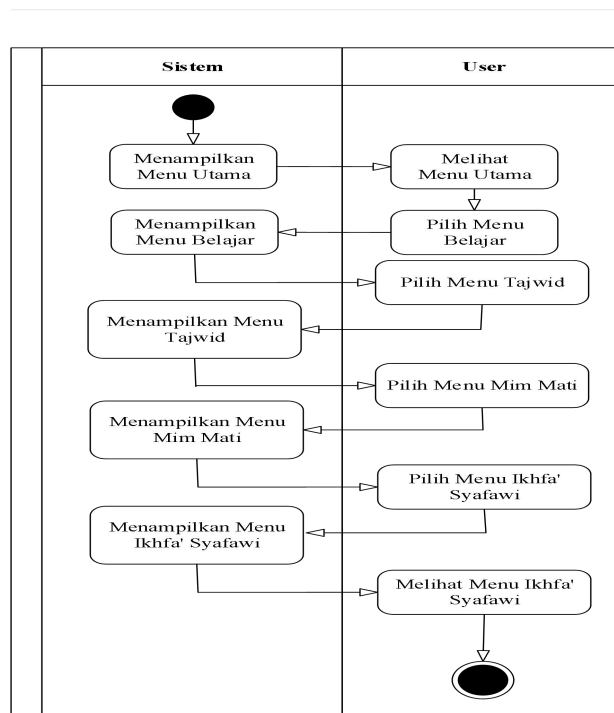 Sistem
User
Menampilkan
Menu Utama
Melihat
Menu Utama
Menampilkan
Menu Belajar
Pilih Menu
Belajar
Pilih Menu Tajwid
Menampilkan Menu
Tajwid
Pilih Menu Mim Mati
Menampilkan Menu
Mim Mati
Pilih Menu Ikhfa'
Syafawi
Menampilkan Menu
Ikhfa' Syafawi
Melihat Menu Ikhfa'
Syafawi